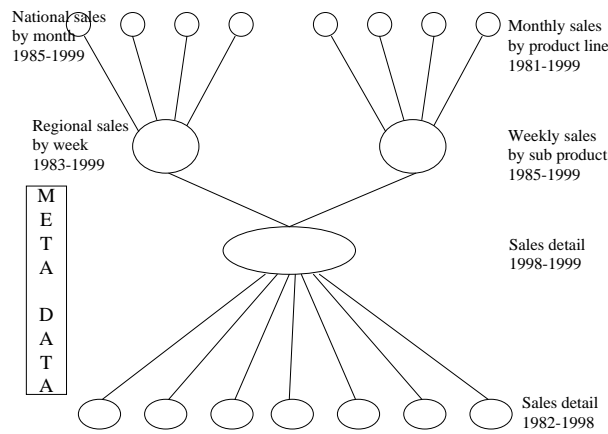 National sales
by month
1985-1999
Monthly sales
by product line
1981-1999
Regional sales
by week
1983-1999
Weekly sales
by sub product
1985-1999
M
E
T
A
D
A
T
A
Sales detail
1998-1999
Sales detail
1982-1998